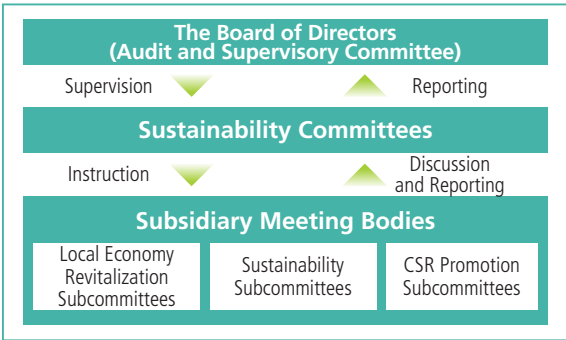 The Board of Directors
(Audit and Supervisory Committee)
Supervision
Reporting
Sustainability Committees
Instruction
Discussion
and Reporting
Subsidiary Meeting Bodies
Local Economy
Revitalization
Subcommittees
Sustainability
Subcommittees
CSR Promotion
Subcommittees